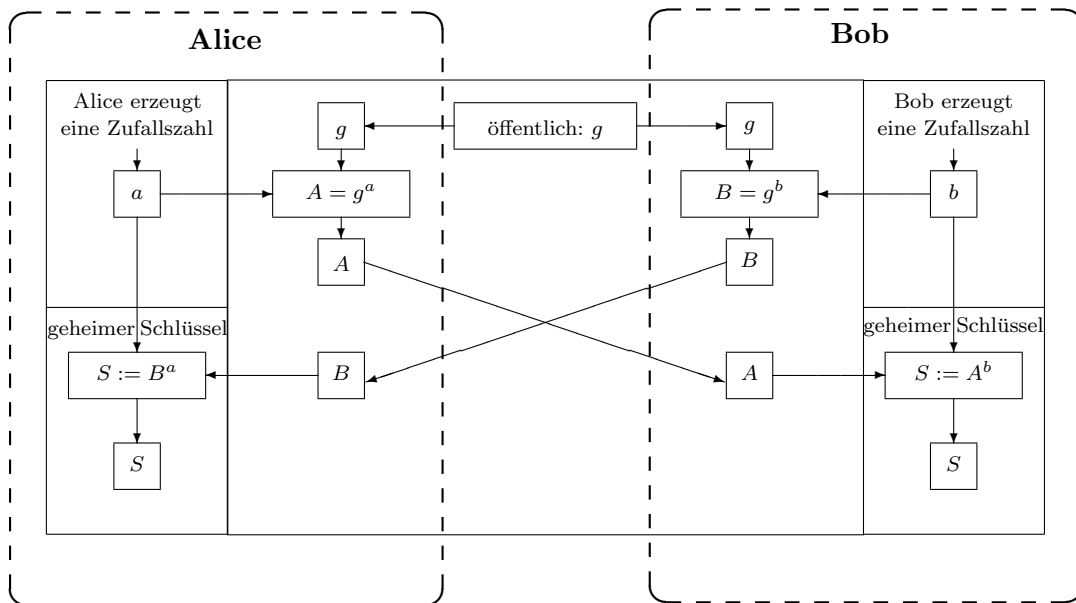 Alice
Bob
Alice erzeugt
eine Zufallszahl
g
öffentlich: g
g
Bob erzeugt
eine Zufallszahl
a
A = g^a
B = g^b
b
A
B
geheimer Schlüssel
geheimer Schlüssel
S := B^a
B
A
S := A^b
S
S